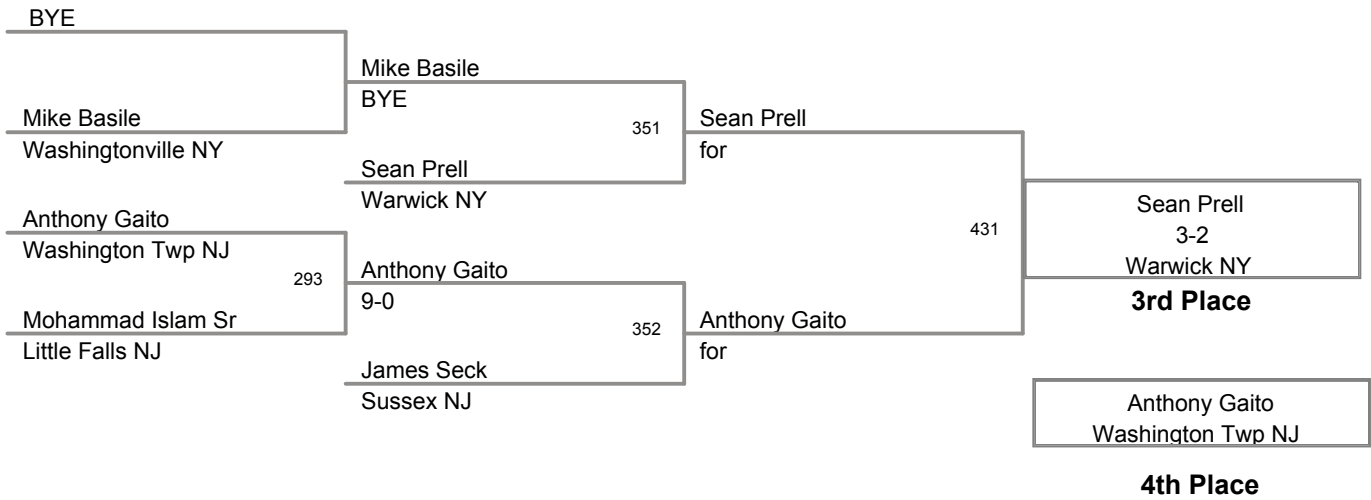 BYE
Mike Basile
BYE
Mike Basile
Washingtonville NY
351
Sean Prell
for
Sean Prell
Warwick NY
Anthony Gaito
Washington Twp NJ
431
Sean Prell
3-2
Warwick NY
3rd Place
293
Anthony Gaito
9-0
Mohammad Islam Sr
Little Falls NJ
352
Anthony Gaito
for
James Seck
Sussex NJ
Anthony Gaito
Washington Twp NJ
4th Place